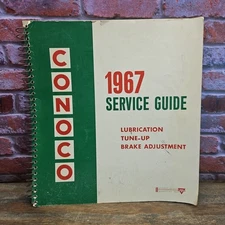 CONOCO
1967
SERVICE GUIDE
LUBRICATION
TUNE-UP
BRAKE ADJUSTMENT